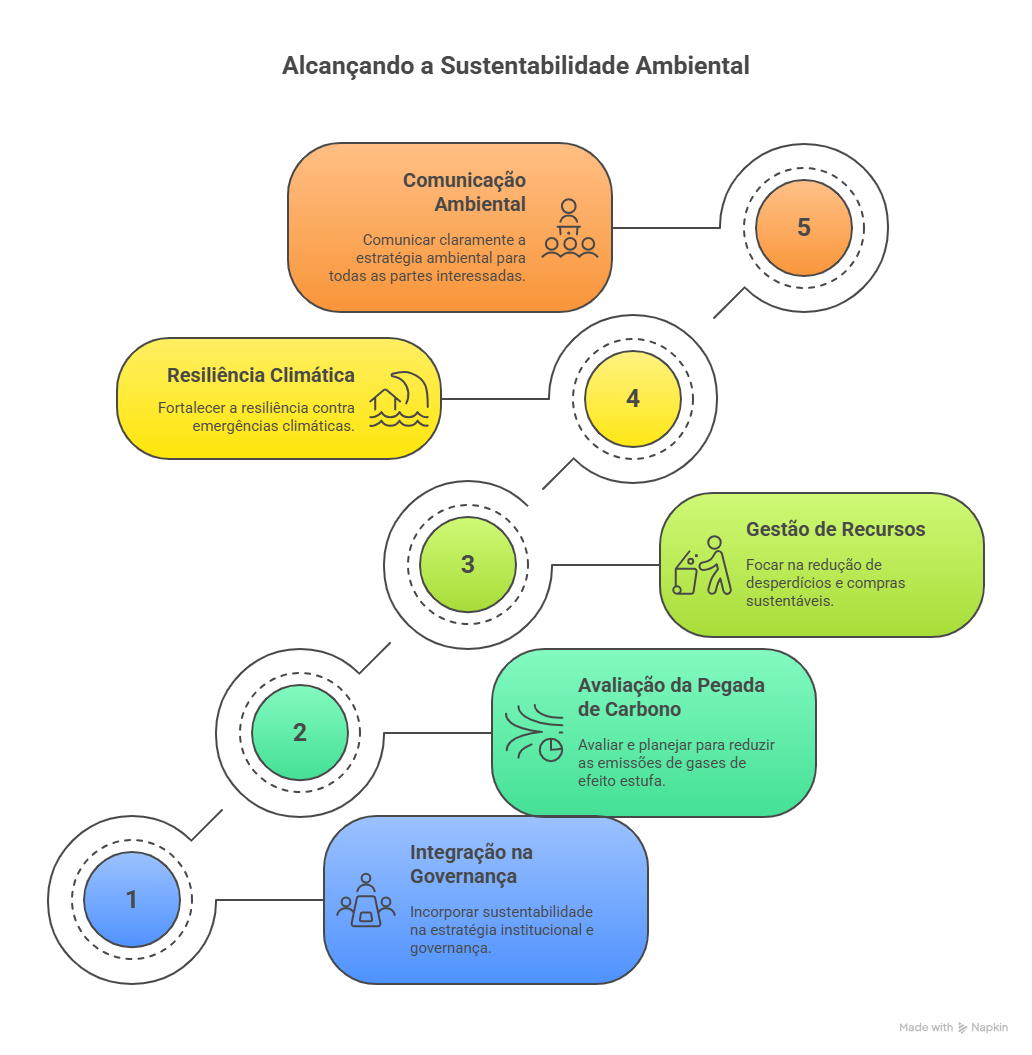 Alcançando a Sustentabilidade Ambiental
Comunicação
Ambiental
Comunicar claramente a
estratégia ambiental para
todas as partes interessadas.
5
Resiliência Climática
Fortalecer a resiliência contra
emergências climáticas.
4
3
Gestão de Recursos
Focar na redução de
desperdícios e compras
sustentáveis.
2
Avaliação da Pegada
de Carbono
Avaliar e planejar para reduzir
as emissões de gases de
efeito estufa.
1
Integração na
Governança
Incorporar sustentabilidade
na estratégia institucional e
governança.
Made with Napkin